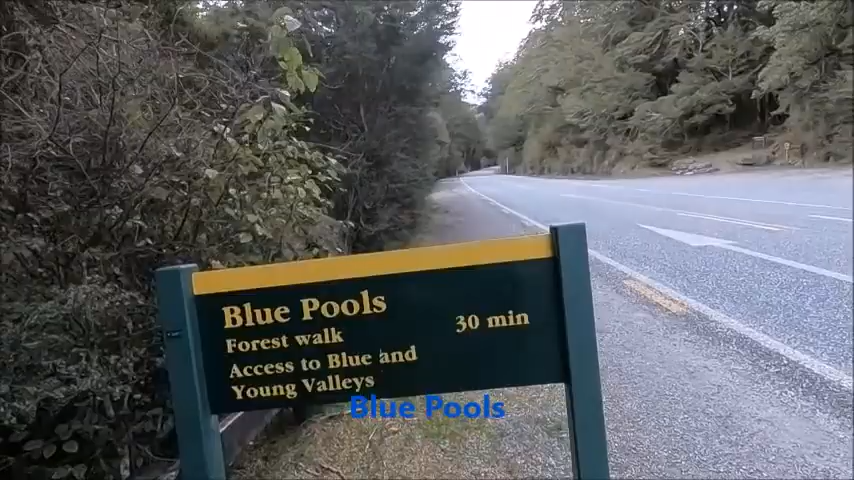 Blue Pools
Forest walk 30 min
Access to Blue and
Young Valleys
Blue Pools